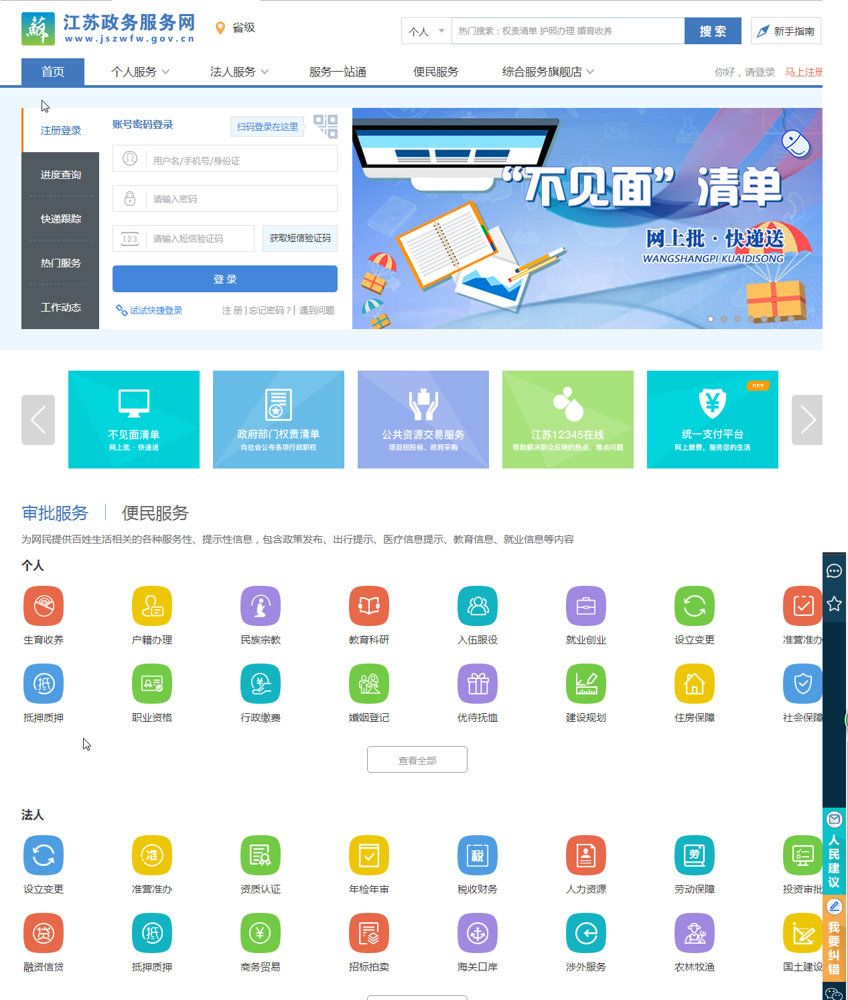 蘇 江苏政务服务网
www.jszwfw.gov.cn
省级
个人 热门搜索：权责清单 护照办理 婚育收养 搜 索 新手指南
首页 个人服务 法人服务 服务一站通 便民服务 综合服务旗舰店 你好，请登录 马上注册
注册登录
进度查询
快递跟踪
热门服务
工作动态
账号密码登录 扫码登录在这里
用户名/手机号/身份证
请输入密码
123 请输入短信验证码 获取短信验证码
登 录
试试快捷登录 注 册 | 忘记密码？| 遇到问题
“不见面”清单
网上批·快递送
WANGSHANGPI KUAIDISONG
不见面清单
网上批·快递送
政府部门权责清单
向社会公布各项行政职权
公共资源交易服务
项目招投标、政府采购
江苏12345在线
帮助解决群众反映的热点、难点问题
new
统一支付平台
网上缴费，服务您的生活
审批服务 便民服务
为网民提供百姓生活相关的各种服务性、提示性信息，包含政策发布、出行提示、医疗信息提示、教育信息、就业信息等内容
个人
生育收养 户籍办理 民族宗教 教育科研 入伍服役 就业创业 设立变更 准营准办
抵
抵押质押 职业资格 行政缴费 婚姻登记 优待抚恤 建设规划 住房保障 社会保障
查看全部
法人
准 税 劳
设立变更 准营准办 资质认证 年检年审 税收财务 人力资源 劳动保障 投资审批
贷 抵
融资信贷 抵押质押 商务贸易 招标拍卖 海关口岸 涉外服务 农林牧渔 国土建设
人民建议
我要纠错